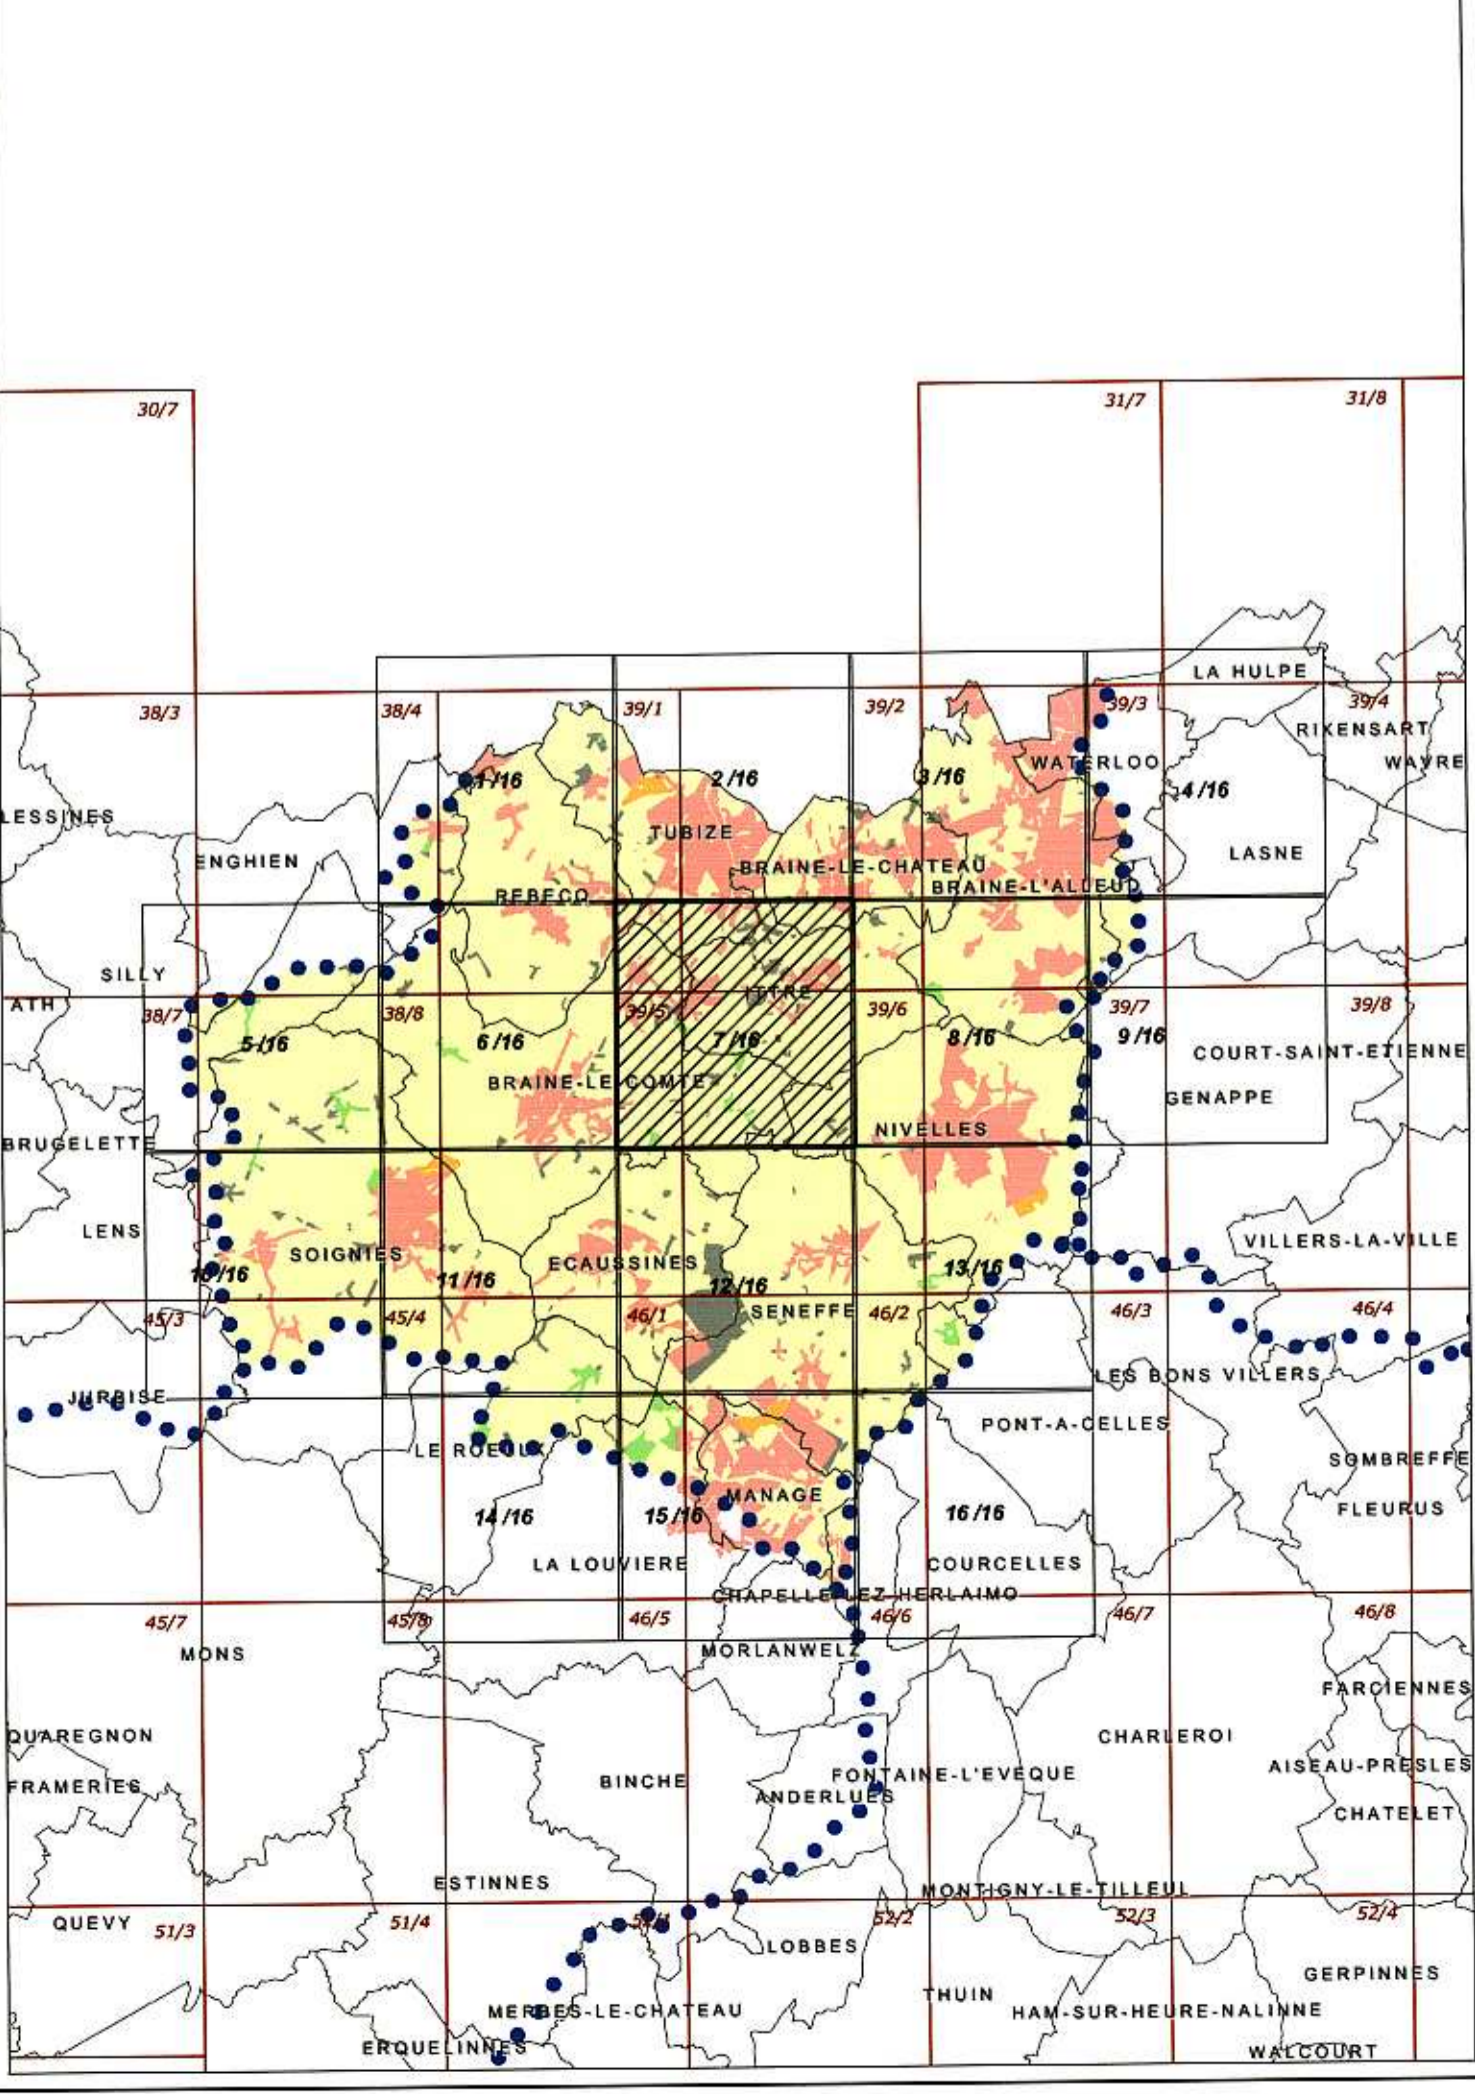 30/7
31/7
31/8
LA HULPE
38/3
38/4
39/1
39/2
39/3
39/4
RIXENSART
WATERLOO
WAVRE
1/16
2/16
3/16
4/16
LESSINES
TUBIZE
ENGHIEN
BRAINE-LE-CHATEAU
LASNE
BRAINE-L'ALLEUD
REBECQ
SILLY
ATH
ITTRE
38/7
38/8
39/5
39/6
39/7
39/8
5/16
6/16
7/16
8/16
9/16
COURT-SAINT-ETIENNE
BRAINE-LE-COMTE
GENAPPE
BRUGELETTE
NIVELLES
LENS
VILLERS-LA-VILLE
SOIGNIES
ECAUSSINES
10/16
11/16
12/16
13/16
45/3
45/4
46/1
SENEFFE
46/2
46/3
46/4
JURBISE
LES BONS VILLERS
PONT-A-CELLES
LE ROEULX
SOMBREFFE
MANAGE
FLEURUS
14/16
15/16
16/16
LA LOUVIERE
COURCELLES
CHAPELLE-LEZ-HERLAIMO
45/7
45/8
46/5
46/6
46/7
46/8
MONS
MORLANWELZ
FARCIENNES
QUAREGNON
CHARLEROI
AISEAU-PRESLES
FRAMERIES
BINCHE
FONTAINE-L'EVEQUE
ANDERLUES
CHATELET
ESTINNES
MONTIGNY-LE-TILLEUL
QUEVY
51/3
51/4
52/1
52/2
52/3
52/4
LOBBES
GERPINNES
THUIN
MERBES-LE-CHATEAU
HAM-SUR-HEURE-NALINNE
ERQUELINNES
WALCOURT